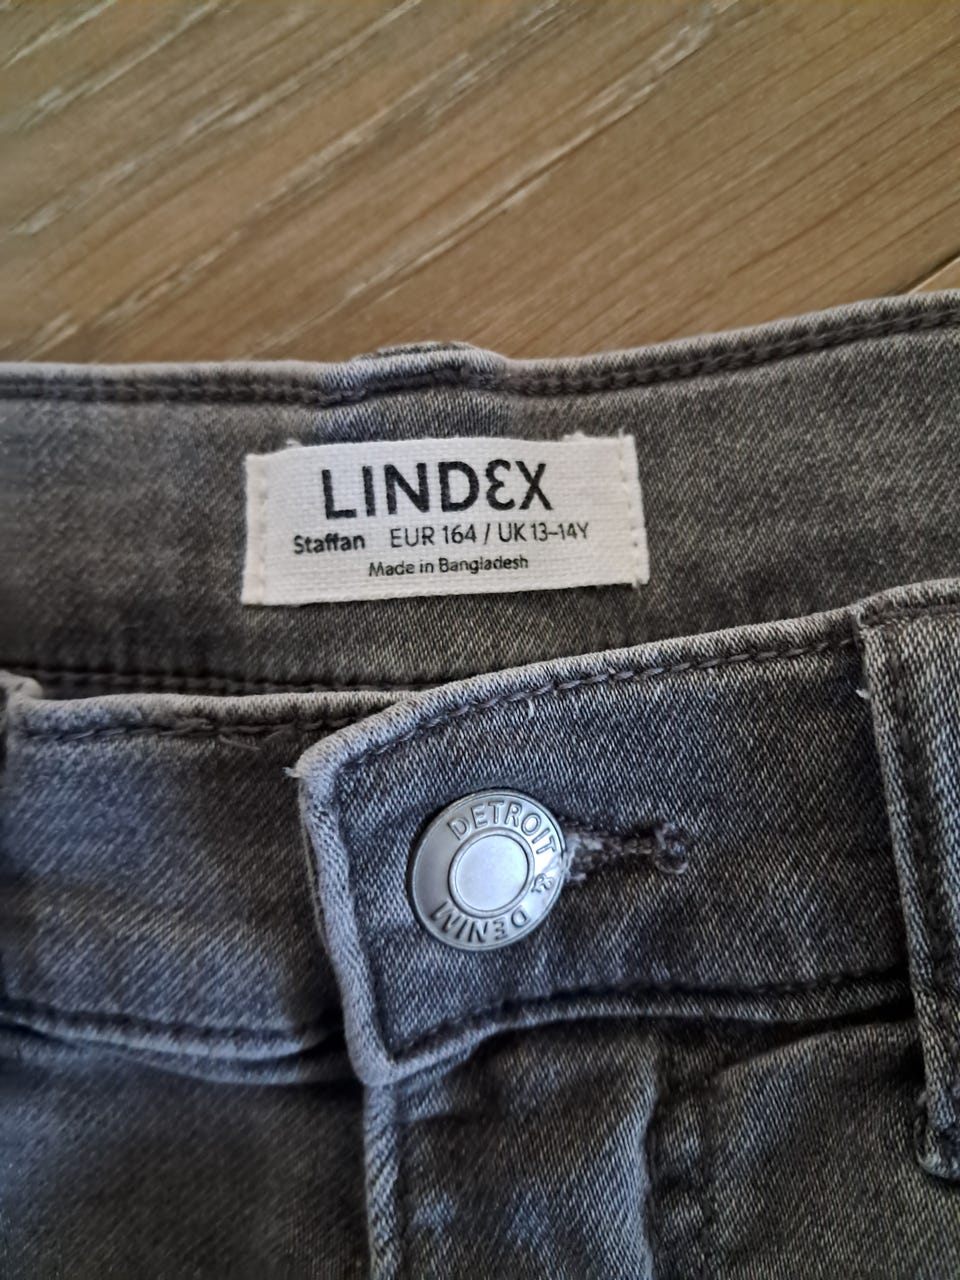 LINDEX
Staffan EUR 164 / UK 13–14Y
Made in Bangladesh
DETROIT & DENIM